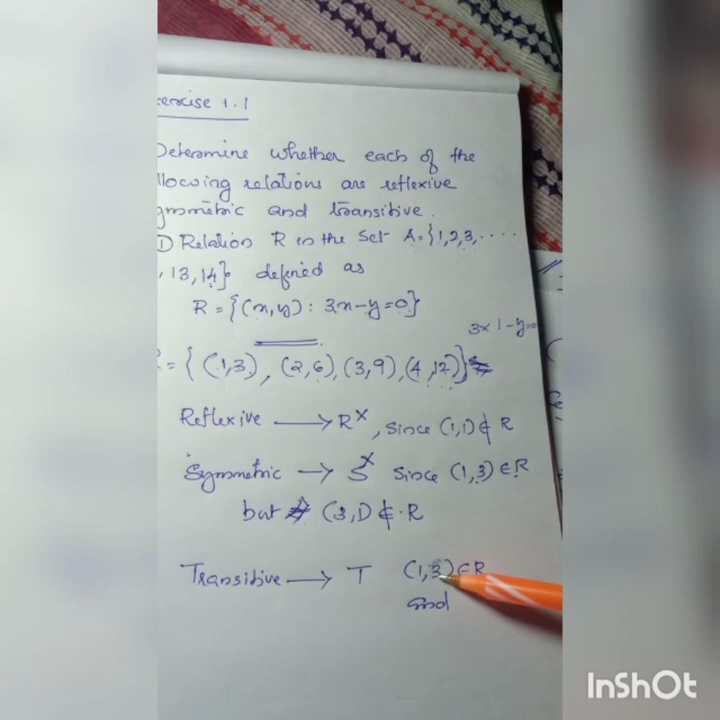 ercise 1.1
Determine whether each of the
llowing relations are reflexive
ymmetric and transitive.
1) Relation R in the Set A = {1,2,3,.....
,13,14} defined as
R = {(x,y) : 3x-y=0}
3×1-y=0
= { (1,3), (2,6), (3,9), (4,12)}
Reflexive → R× , since (1,1) ∉ R
Symmetric → S× since (1,3) ∈ R
but (3,1) ∉ R
Transitive → T (1,3) ∈ R
and
InShOt